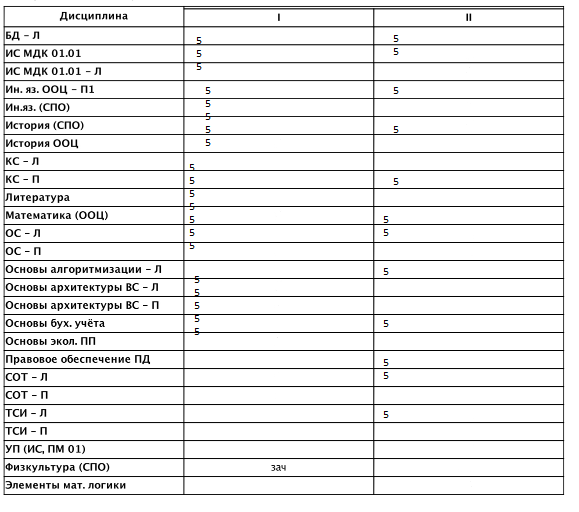 Дисциплина I II
БД – Л 5 5
ИС МДК 01.01 5 5
ИС МДК 01.01 – Л 5
Ин. яз. ООЦ – П1 5 5
Ин.яз. (СПО) 5
История (СПО) 5 5 5
История ООЦ 5
КС – Л 5
КС – П 5 5
Литература 5
Математика (ООЦ) 5 5 5
ОС – Л 5 5
ОС – П 5
Основы алгоритмизации – Л 5
Основы архитектуры ВС – Л 5 5
Основы архитектуры ВС – П 5
Основы бух. учёта 5 5 5
Основы экол. ПП
Правовое обеспечение ПД 5
СОТ – Л 5
СОТ – П
ТСИ – Л 5
ТСИ – П
УП (ИС, ПМ 01)
Физкультура (СПО) зач
Элементы мат. логики